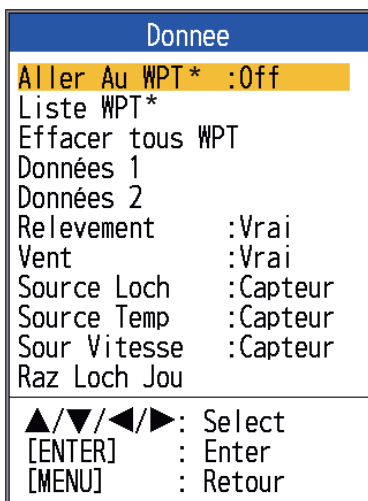 Donnee
Aller Au WPT* :Off
Liste WPT*
Effacer tous WPT
Données 1
Données 2
Relevement :Vrai
Vent :Vrai
Source Loch :Capteur
Source Temp :Capteur
Sour Vitesse :Capteur
Raz Loch Jou
▲/▼/◀/▶: Select
[ENTER] : Enter
[MENU] : Retour